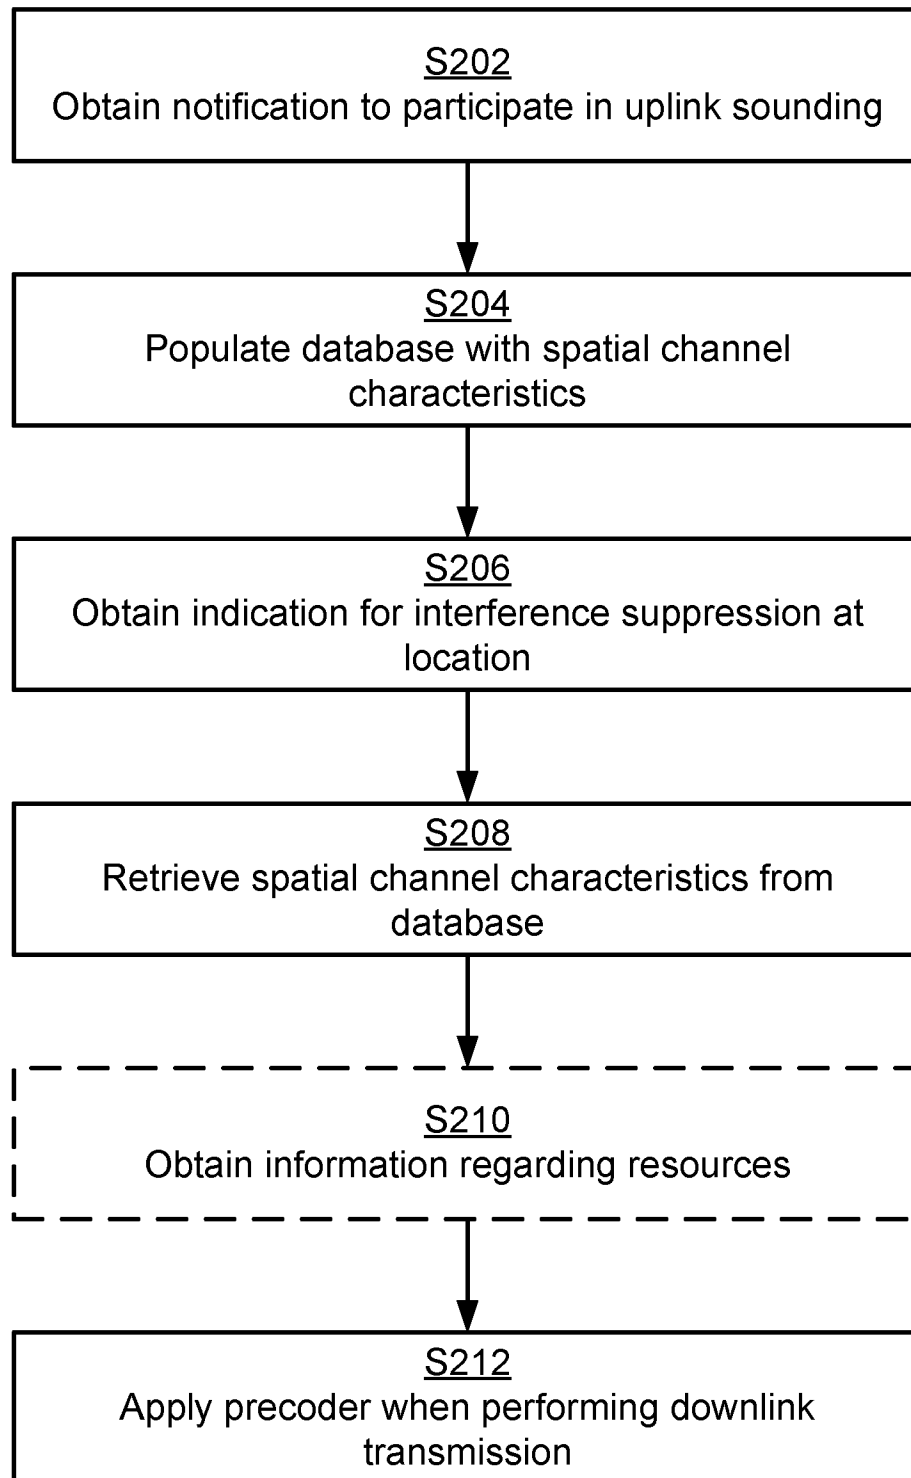 S202
Obtain notification to participate in uplink sounding
S204
Populate database with spatial channel
characteristics
S206
Obtain indication for interference suppression at
location
S208
Retrieve spatial channel characteristics from
database
S210
Obtain information regarding resources
S212
Apply precoder when performing downlink
transmission